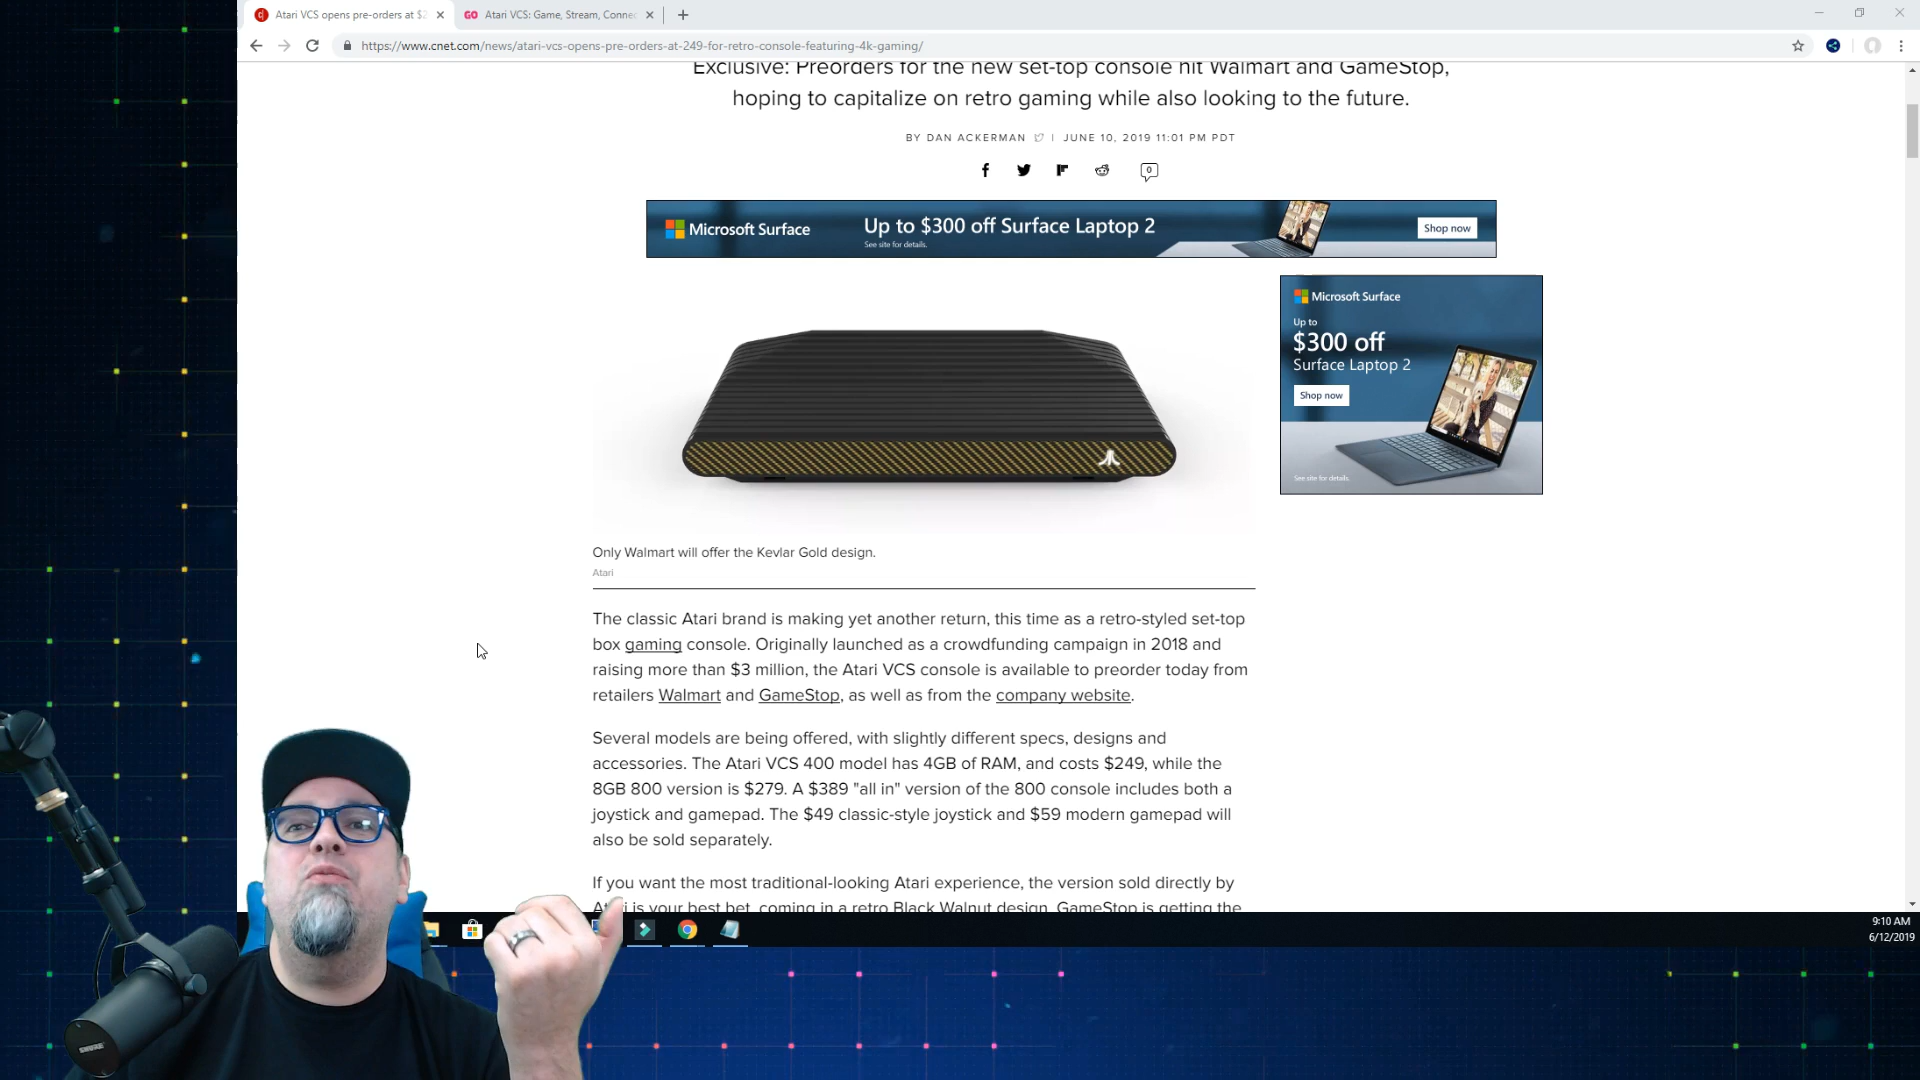 Atari VCS opens pre-orders at $2
Atari VCS: Game, Stream, Connec
https://www.cnet.com/news/atari-vcs-opens-pre-orders-at-249-for-retro-console-featuring-4k-gaming/
Exclusive: Preorders for the new set-top console hit Walmart and GameStop,
hoping to capitalize on retro gaming while also looking to the future.
BY DAN ACKERMAN | JUNE 10, 2019 11:01 PM PDT
0
Microsoft Surface
Up to $300 off Surface Laptop 2
See site for details.
Shop now
Microsoft Surface
Up to
$300 off
Surface Laptop 2
Shop now
See site for details.
Only Walmart will offer the Kevlar Gold design.
Atari
The classic Atari brand is making yet another return, this time as a retro-styled set-top
box gaming console. Originally launched as a crowdfunding campaign in 2018 and
raising more than $3 million, the Atari VCS console is available to preorder today from
retailers Walmart and GameStop, as well as from the company website.
Several models are being offered, with slightly different specs, designs and
accessories. The Atari VCS 400 model has 4GB of RAM, and costs $249, while the
8GB 800 version is $279. A $389 "all in" version of the 800 console includes both a
joystick and gamepad. The $49 classic-style joystick and $59 modern gamepad will
also be sold separately.
If you want the most traditional-looking Atari experience, the version sold directly by
Atari is your best bet, coming in a retro Black Walnut design. GameStop is getting the
9:10 AM
6/12/2019
SHURE